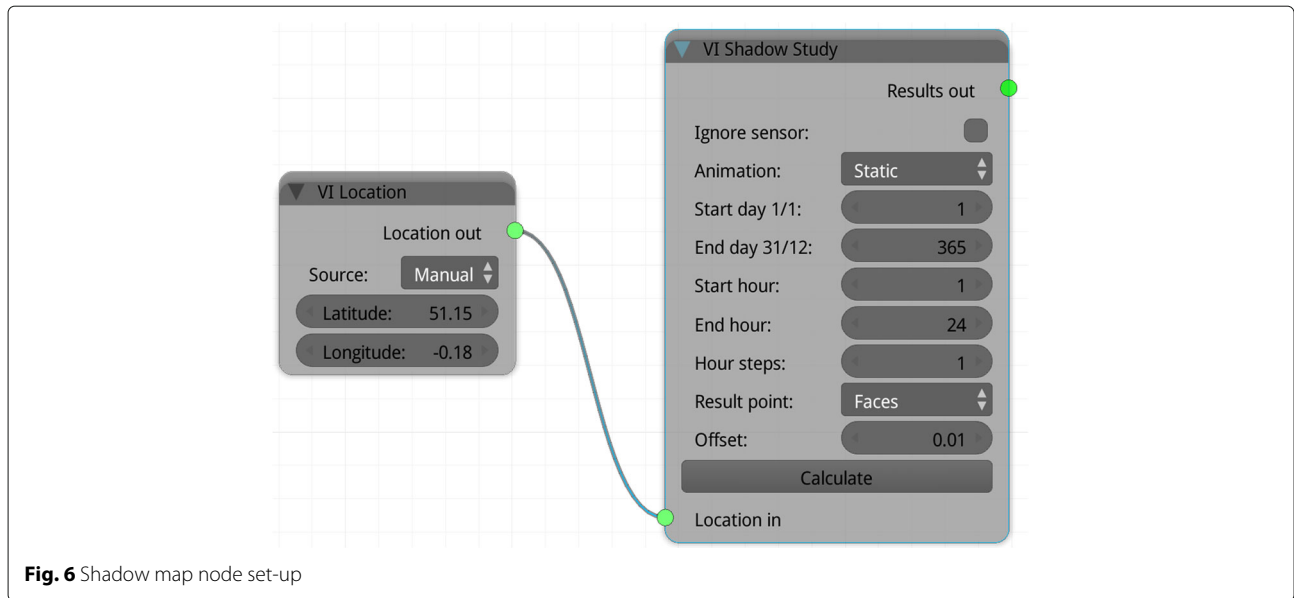 VI Location
Location out
Source: Manual
Latitude: 51.15
Longitude: -0.18
VI Shadow Study
Results out
Ignore sensor:
Animation: Static
Start day 1/1: 1
End day 31/12: 365
Start hour: 1
End hour: 24
Hour steps: 1
Result point: Faces
Offset: 0.01
Calculate
Location in
Fig. 6 Shadow map node set-up